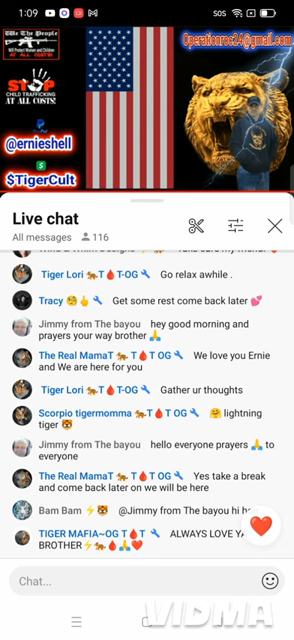 1:09
SOS
We The People
Will Protect Women and Children
AT ALL COSTS!
Operationroc24@gmail.com
STOP
CHILD TRAFFICKING
AT ALL COSTS!
@ernieshell
$TigerCult
Live chat
All messages 116
Tiger Lori 🐅T🩸T-OG 🔧 Go relax awhile .
Tracy 🧐👆 🔧 Get some rest come back later 💕
Jimmy from The bayou hey good morning and
prayers your way brother 🙏
The Real MamaT 🐅 T🩸T OG 🔧 We love you Ernie
and We are here for you
Tiger Lori 🐅T🩸T-OG 🔧 Gather ur thoughts
Scorpio tigermomma 🐅T🩸T OG 🔧 🤗 lightning
tiger 🐯
Jimmy from The bayou hello everyone prayers 🙏 to
everyone
The Real MamaT 🐅 T🩸T OG 🔧 Yes take a break
and come back later on we will be here
Bam Bam ⚡🐯 @Jimmy from The bayou hi
TIGER MAFIA~OG T🩸T 🔧 ALWAYS LOVE
BROTHER⚡🐅🩸🙏❤️
Chat...
VIDMA